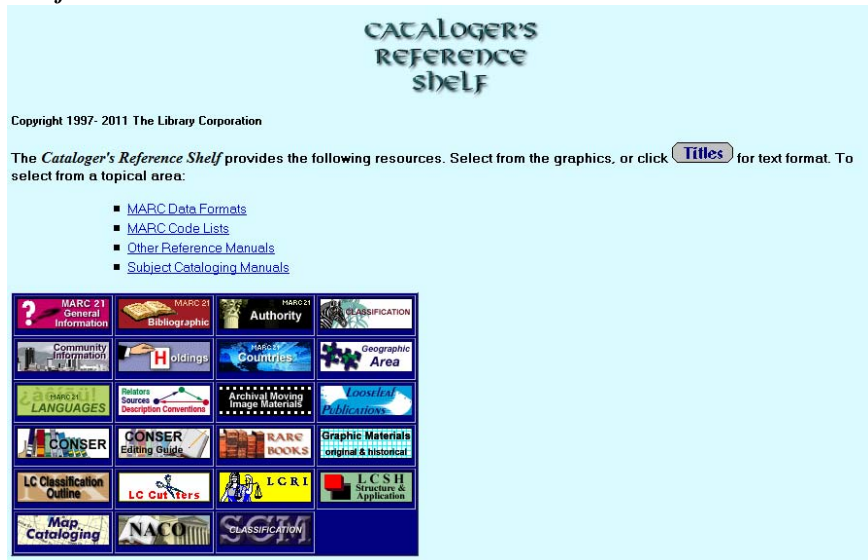 CATALOGER'S
REFERENCE
SHELF
Copyright 1997- 2011 The Library Corporation
The Cataloger's Reference Shelf provides the following resources. Select from the graphics, or click Titles for text format. To
select from a topical area:
MARC Data Formats
MARC Code Lists
Other Reference Manuals
Subject Cataloging Manuals
? MARC 21
General
Information
MARC 21
Bibliographic
MARC 21
Authority
CLASSIFICATION
Community
Information
Holdings
MARC 21
Countries
Geographic
Area
MARC 21
LANGUAGES
Relators
Sources
Description Conventions
Archival Moving
Image Materials
Looseleaf
Publications
CONSER
CONSER
Editing Guide
RARE
BOOKS
Graphic Materials
original & historical
LC Classification
Outline
LC Cutters
LCRI
LCSH
Structure &
Application
Map
Cataloging
NACO
SCM
CLASSIFICATION